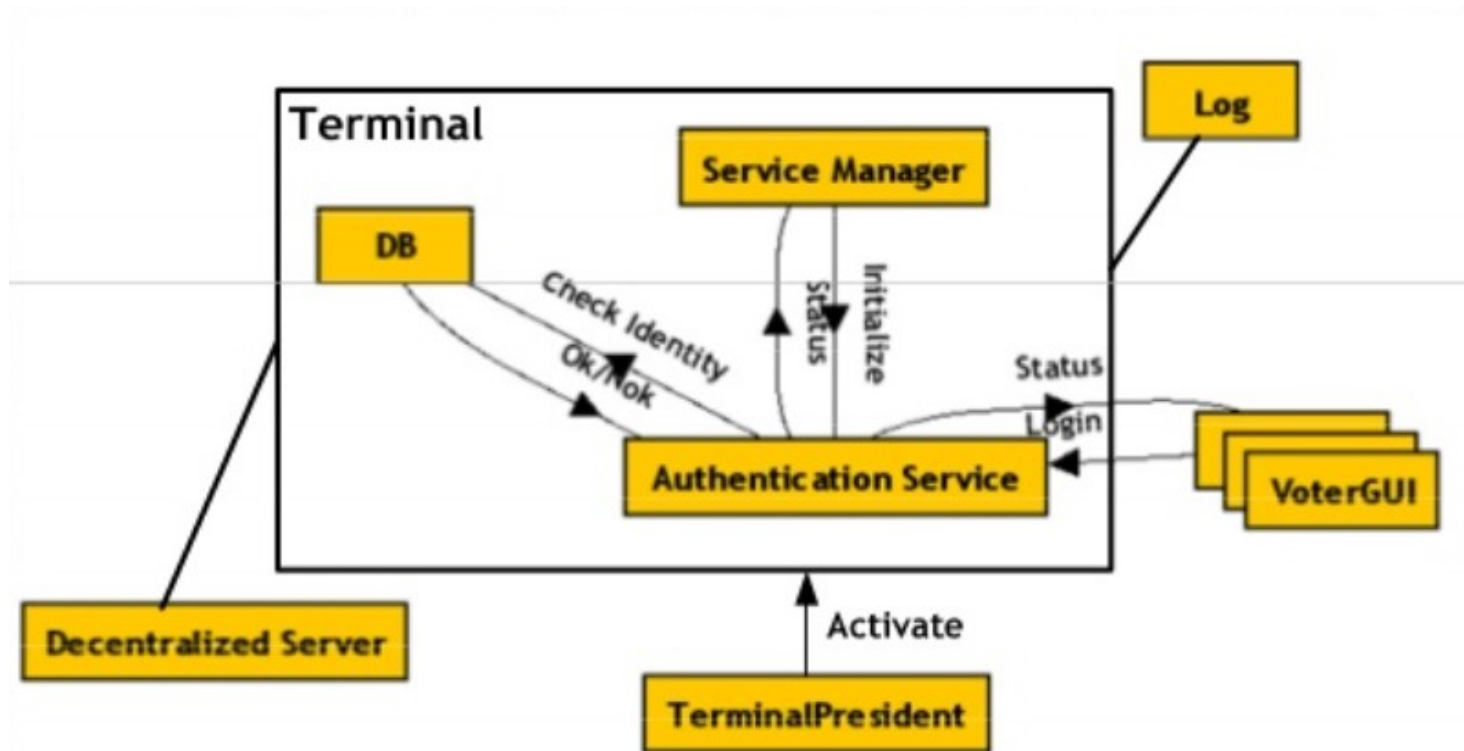 Log
Terminal
Service Manager
DB
Check Identity
Ok/Nok
Status
Initialize
Status
Login
Authentication Service
VoterGUI
Decentralized Server
Activate
TerminalPresident